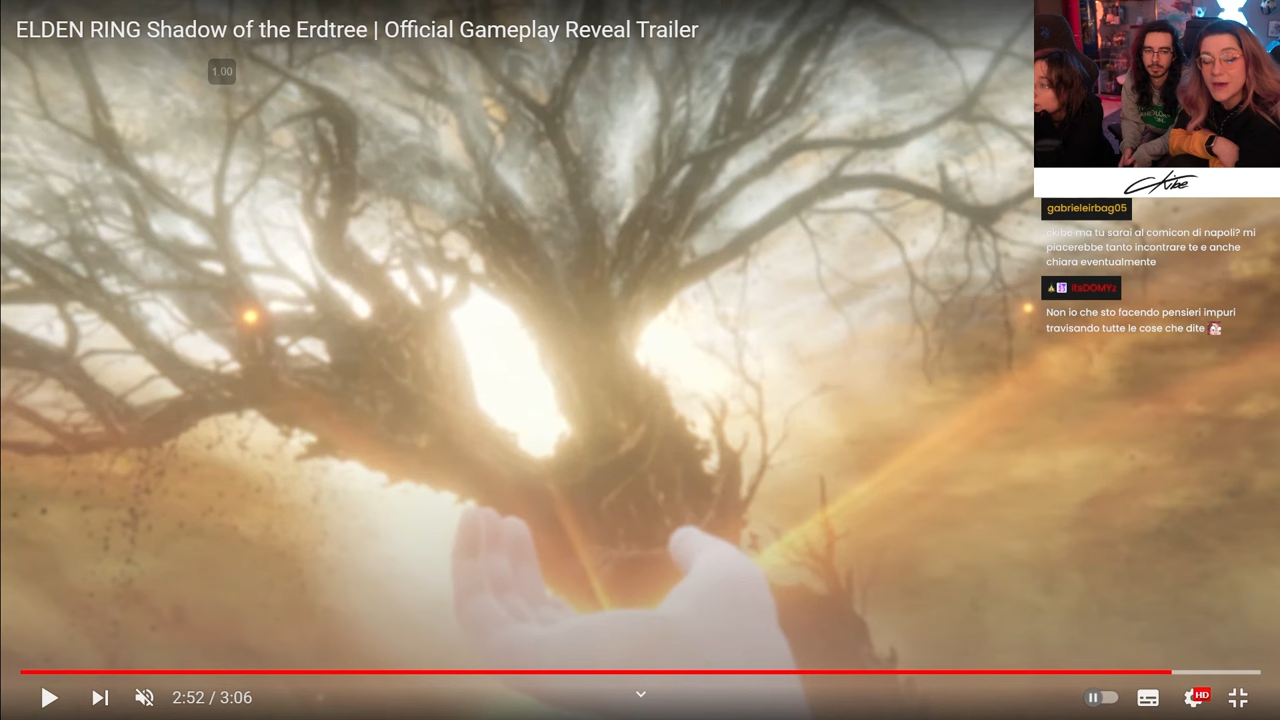 ELDEN RING Shadow of the Erdtree | Official Gameplay Reveal Trailer
1.00
Ckibe
gabrieleirbag05
ckibe ma tu sarai al comicon di napoli? mi
piacerebbe tanto incontrare te e anche
chiara eventualmente
itsDOMYz
Non io che sto facendo pensieri impuri
travisando tutte le cose che dite
2:52 / 3:06
HD